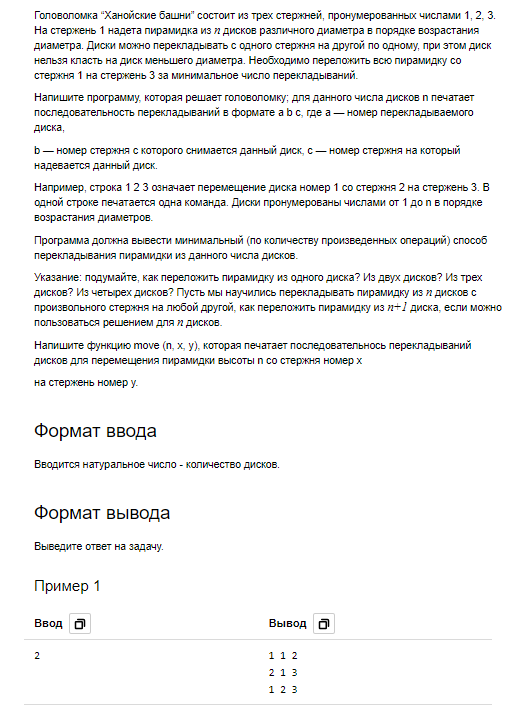 Головоломка “Ханойские башни” состоит из трех стержней, пронумерованных числами 1, 2, 3.
На стержень 1 надета пирамидка из n дисков различного диаметра в порядке возрастания
диаметра. Диски можно перекладывать с одного стержня на другой по одному, при этом диск
нельзя класть на диск меньшего диаметра. Необходимо переложить всю пирамидку со
стержня 1 на стержень 3 за минимальное число перекладываний.
Напишите программу, которая решает головоломку; для данного числа дисков n печатает
последовательность перекладываний в формате a b c, где a — номер перекладываемого
диска,
b — номер стержня с которого снимается данный диск, c — номер стержня на который
надевается данный диск.
Например, строка 1 2 3 означает перемещение диска номер 1 со стержня 2 на стержень 3. В
одной строке печатается одна команда. Диски пронумерованы числами от 1 до n в порядке
возрастания диаметров.
Программа должна вывести минимальный (по количеству произведенных операций) способ
перекладывания пирамидки из данного числа дисков.
Указание: подумайте, как переложить пирамидку из одного диска? Из двух дисков? Из трех
дисков? Из четырех дисков? Пусть мы научились перекладывать пирамидку из n дисков с
произвольного стержня на любой другой, как переложить пирамидку из n+1 диска, если можно
пользоваться решением для n дисков.
Напишите функцию move (n, x, y), которая печатает последовательнось перекладываний
дисков для перемещения пирамидки высоты n со стержня номер x
на стержень номер y.
Формат ввода
Вводится натуральное число - количество дисков.
Формат вывода
Выведите ответ на задачу.
Пример 1
Ввод Вывод
2 1 1 2
2 1 3
1 2 3